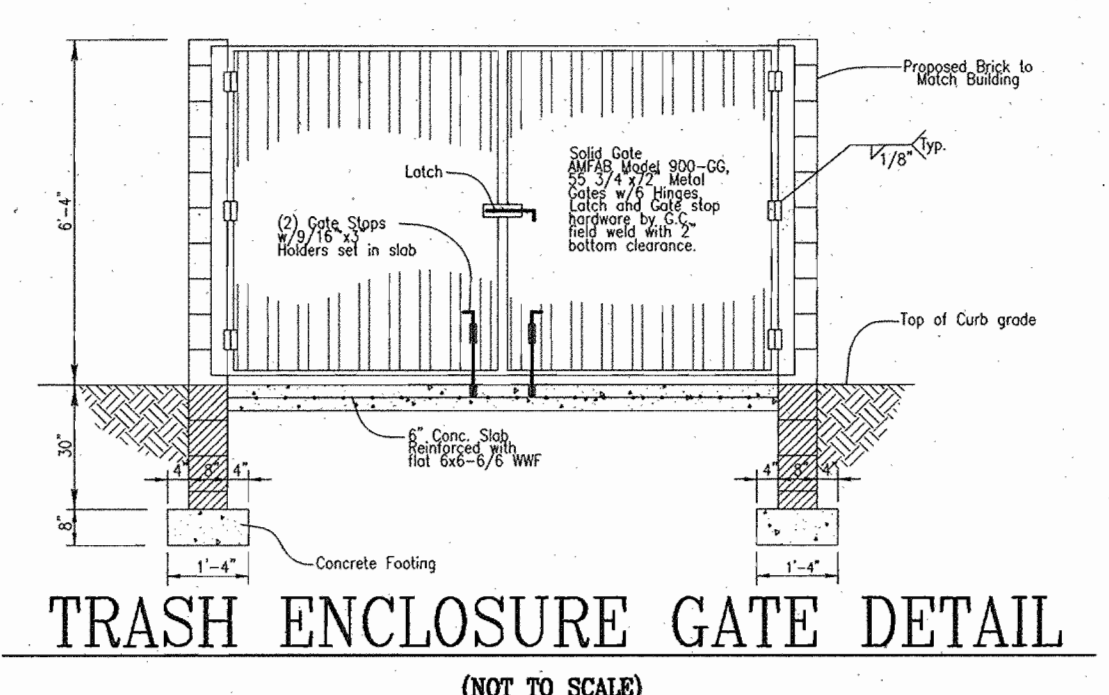 Proposed Brick to
Match Building
1/8"
Typ.
Solid Gate
AMFAB Model 900-GG,
55 3/4"x/2" Metal
Gates w/6 Hinges,
Latch and Gate stop
hardware by G.C.
field weld with 2"
bottom clearance.
Latch
(2) Gate Stops
w/9/16"x3"
Holders set in slab
6'-4"
Top of Curb grade
30"
6" Conc. Slab
Reinforced with
flat 6x6-6/6 WWF
4" 8" 4"
4" 8" 4"
8"
Concrete Footing
1'-4"
1'-4"
TRASH ENCLOSURE GATE DETAIL
(NOT TO SCALE)